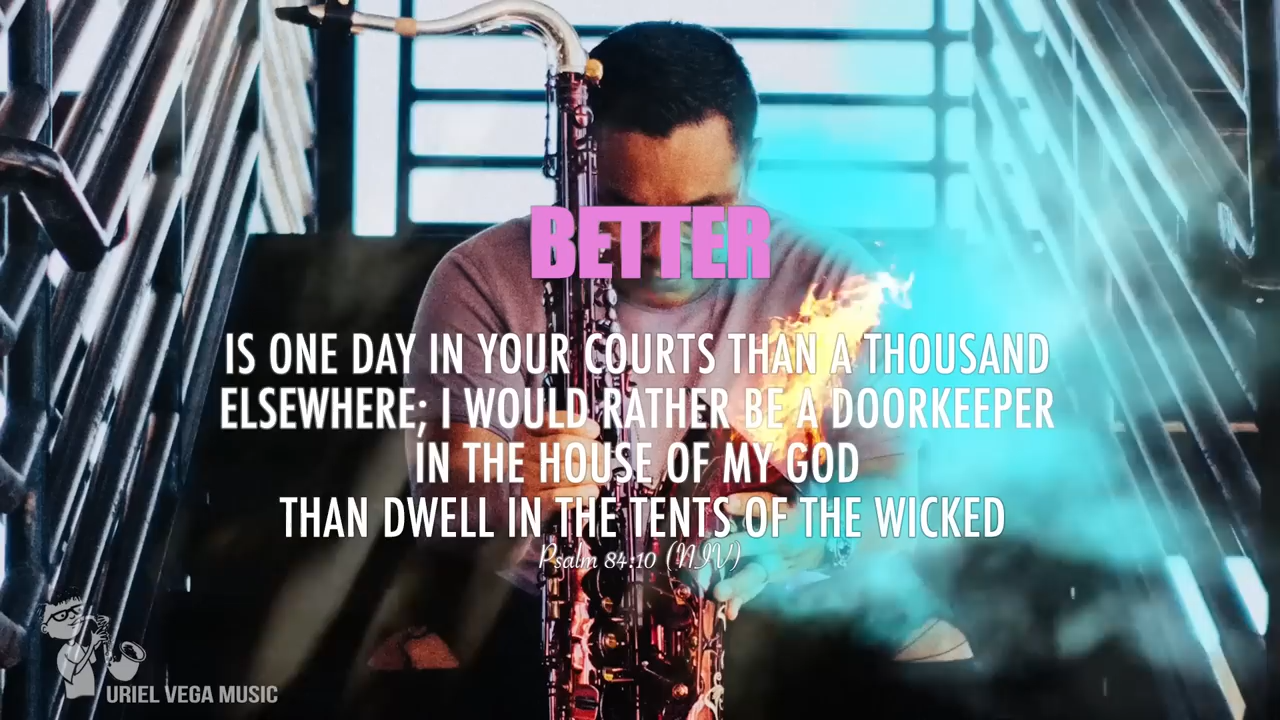 BETTER
IS ONE DAY IN YOUR COURTS THAN A THOUSAND
ELSEWHERE; I WOULD RATHER BE A DOORKEEPER
IN THE HOUSE OF MY GOD
THAN DWELL IN THE TENTS OF THE WICKED
Psalm 84:10 (NIV)
URIEL VEGA MUSIC